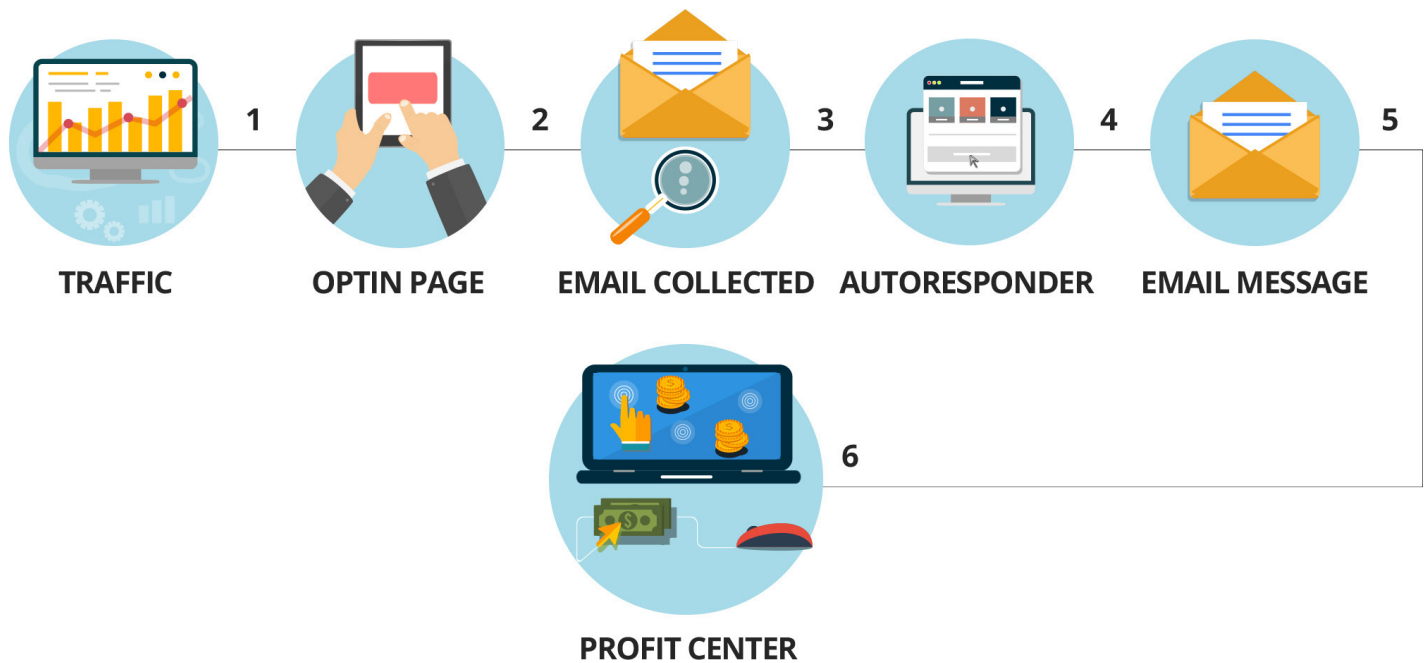 1
2
3
4
5
TRAFFIC
OPTIN PAGE
EMAIL COLLECTED
AUTORESPONDER
EMAIL MESSAGE
6
PROFIT CENTER